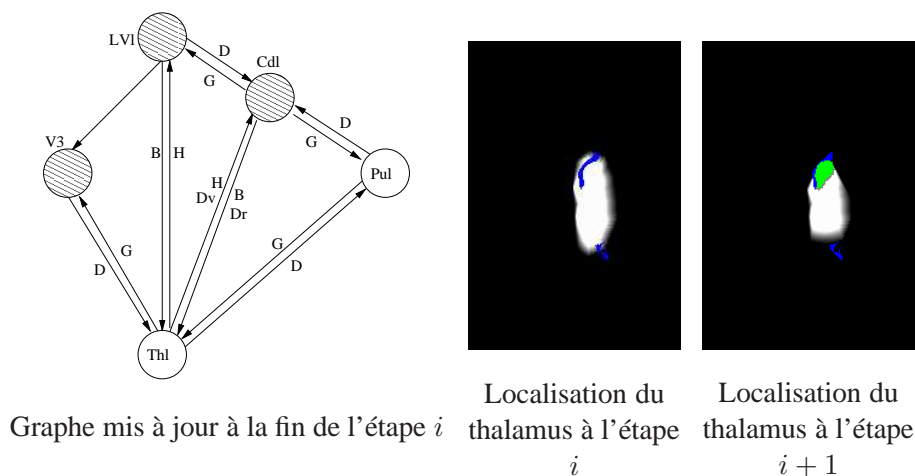 LVl
D
Cdl
G
D
G
V3
B
H
H
Dv
B
Dr
Pul
G
D
G
D
Thl
Graphe mis à jour à la fin de l'étape i
Localisation du
thalamus à l'étape
i
Localisation du
thalamus à l'étape
i + 1